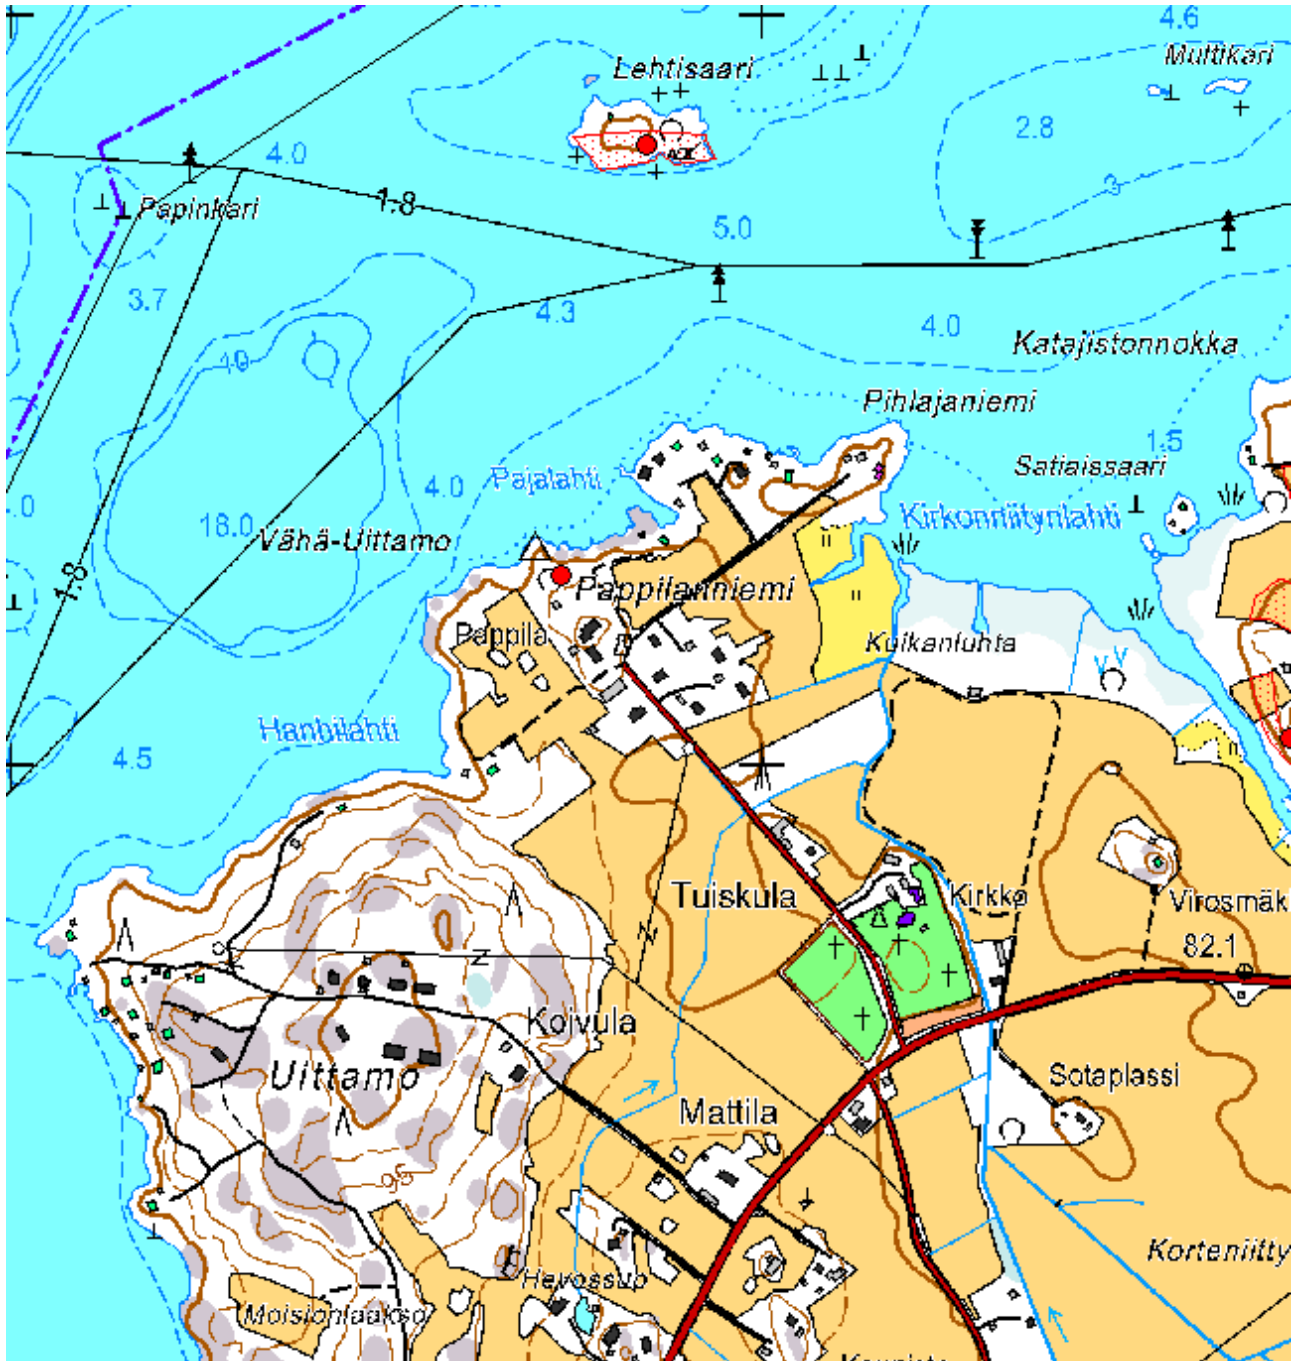 4.6
Lehtisaari
Multikari
2.8
4.0
3
1.8
Papinkari
5.0
3.7
4.3
4.0
Katajistonnokka
10
Pihlajaniemi
1.5
Pajalahti
Satiaissaari
4.0
Kirkonniitynlahti
18.0
Vähä-Uittamo
1.8
Pappilanniemi
Pappila
Kuikanluhta
Hanhilahti
4.5
Tuiskula
Kirkko
Virosmäk
82.1
Koivula
Uittamo
Sotaplassi
Mattila
95
Korteniitty
Hevossuo
Moisionlaakso